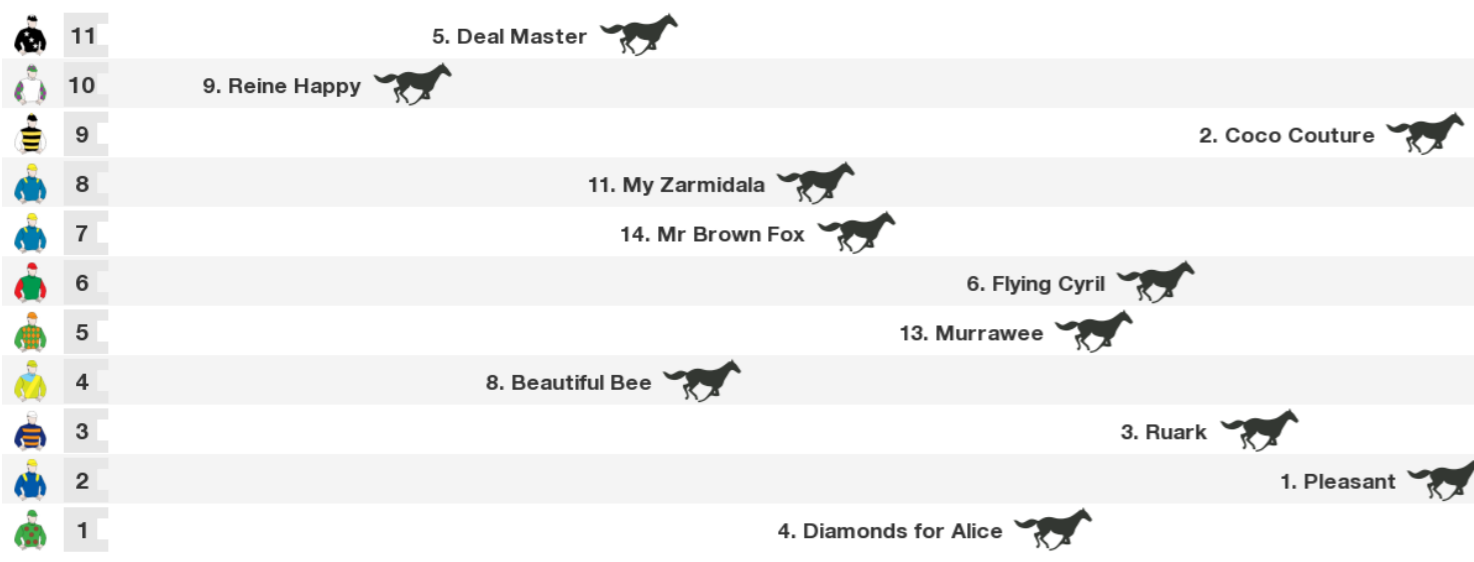 11 5. Deal Master
10 9. Reine Happy
9 2. Coco Couture
8 11. My Zarmidala
7 14. Mr Brown Fox
6 6. Flying Cyril
5 13. Murrawee
4 8. Beautiful Bee
3 3. Ruark
2 1. Pleasant
1 4. Diamonds for Alice